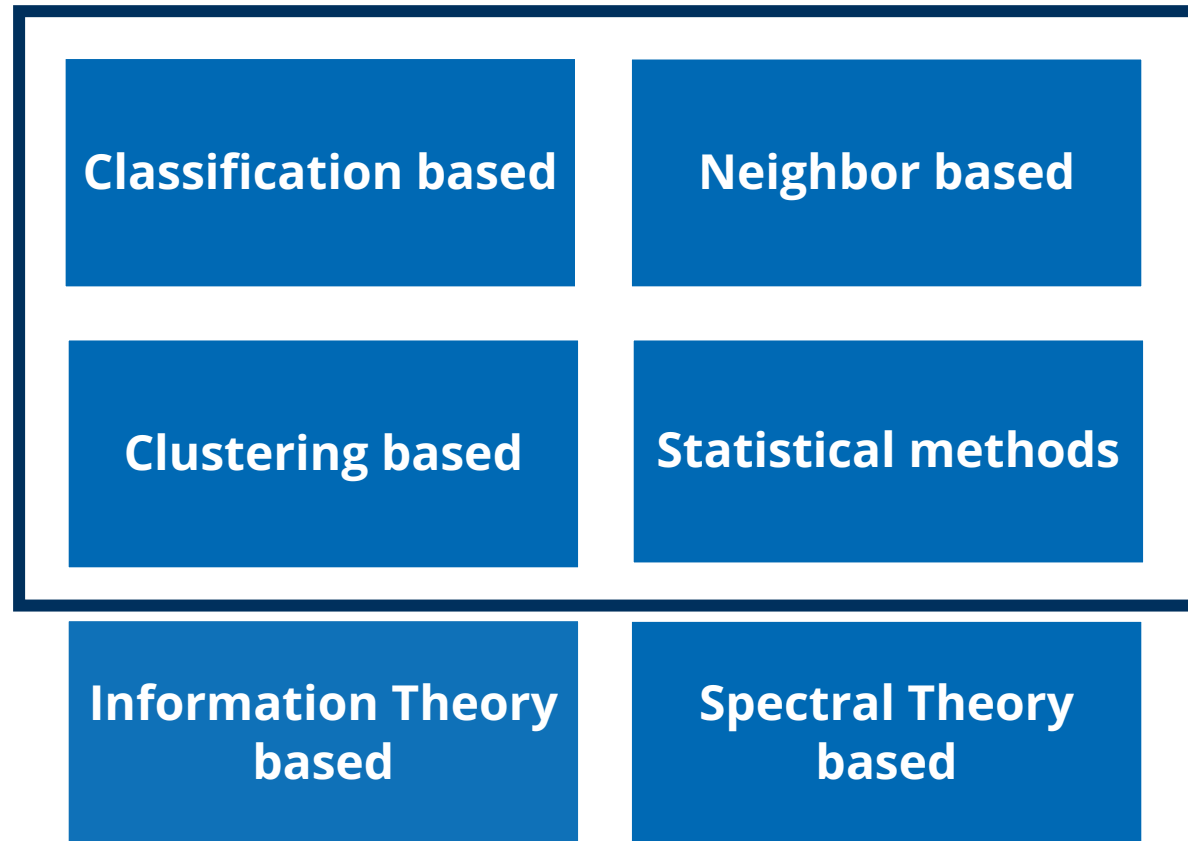 Classification based
Neighbor based
Clustering based
Statistical methods
Information Theory
based
Spectral Theory
based